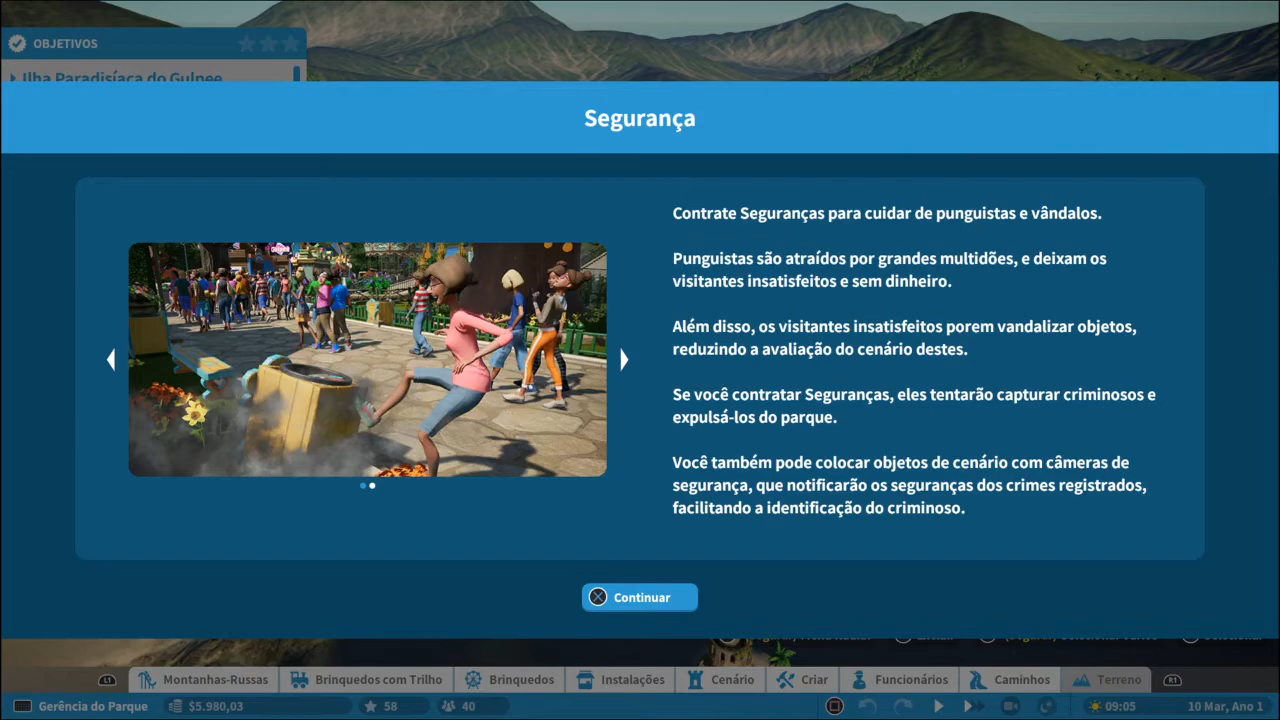 OBJETIVOS
Ilha Paradisíaca do Gulpee
Segurança
Contrate Seguranças para cuidar de punguistas e vândalos.
Punguistas são atraídos por grandes multidões, e deixam os
visitantes insatisfeitos e sem dinheiro.
Além disso, os visitantes insatisfeitos porem vandalizar objetos,
reduzindo a avaliação do cenário destes.
Se você contratar Seguranças, eles tentarão capturar criminosos e
expulsá-los do parque.
Você também pode colocar objetos de cenário com câmeras de
segurança, que notificarão os seguranças dos crimes registrados,
facilitando a identificação do criminoso.
Continuar
L1 Montanhas-Russas Brinquedos com Trilho Brinquedos Instalações Cenário Criar Funcionários Caminhos Terreno R1
Gerência do Parque $5.980,03 58 40 09:05 10 Mar, Ano 1